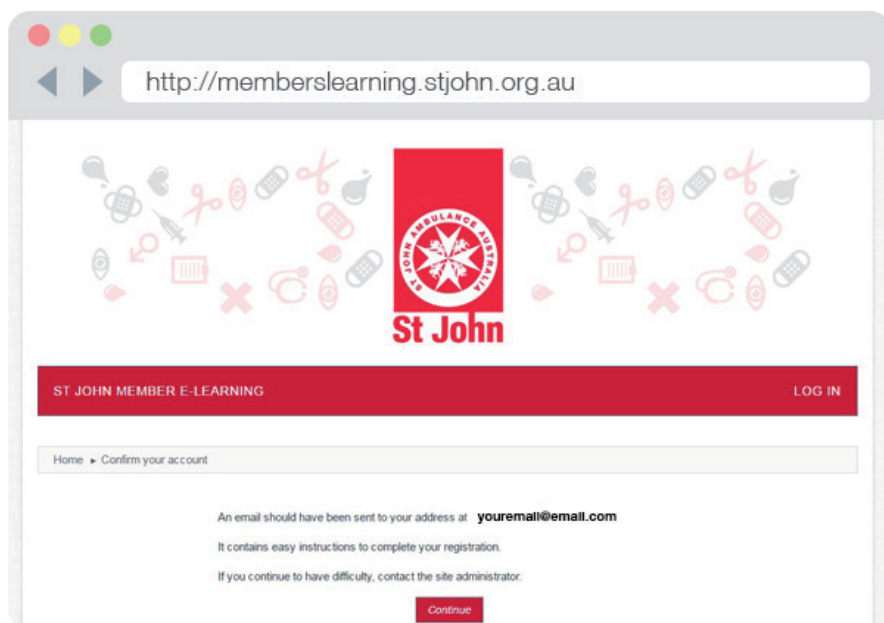 http://memberslearning.stjohn.org.au
ST JOHN AMBULANCE AUSTRALIA
St John
ST JOHN MEMBER E-LEARNING
LOG IN
Home ▸ Confirm your account
An email should have been sent to your address at youremail@email.com
It contains easy instructions to complete your registration.
If you continue to have difficulty, contact the site administrator.
Continue